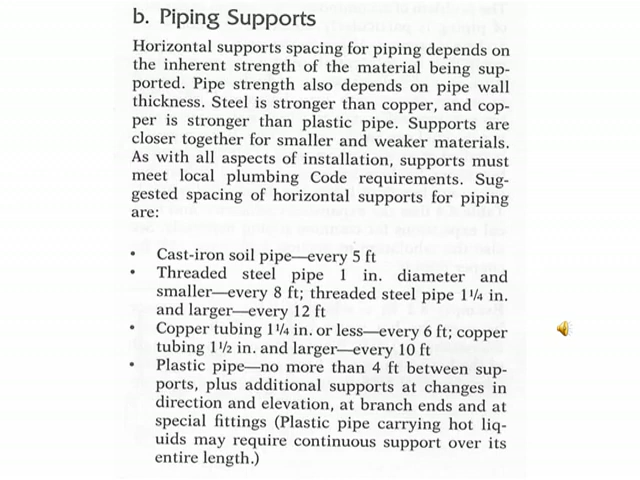 b. Piping Supports
Horizontal supports spacing for piping depends on
the inherent strength of the material being sup-
ported. Pipe strength also depends on pipe wall
thickness. Steel is stronger than copper, and cop-
per is stronger than plastic pipe. Supports are
closer together for smaller and weaker materials.
As with all aspects of installation, supports must
meet local plumbing Code requirements. Sug-
gested spacing of horizontal supports for piping
are:
• Cast-iron soil pipe—every 5 ft
• Threaded steel pipe 1 in. diameter and
smaller—every 8 ft; threaded steel pipe 1 1/4 in.
and larger—every 12 ft
• Copper tubing 1 1/4 in. or less—every 6 ft; copper
tubing 1 1/2 in. and larger—every 10 ft
• Plastic pipe—no more than 4 ft between sup-
ports, plus additional supports at changes in
direction and elevation, at branch ends and at
special fittings (Plastic pipe carrying hot liq-
uids may require continuous support over its
entire length.)